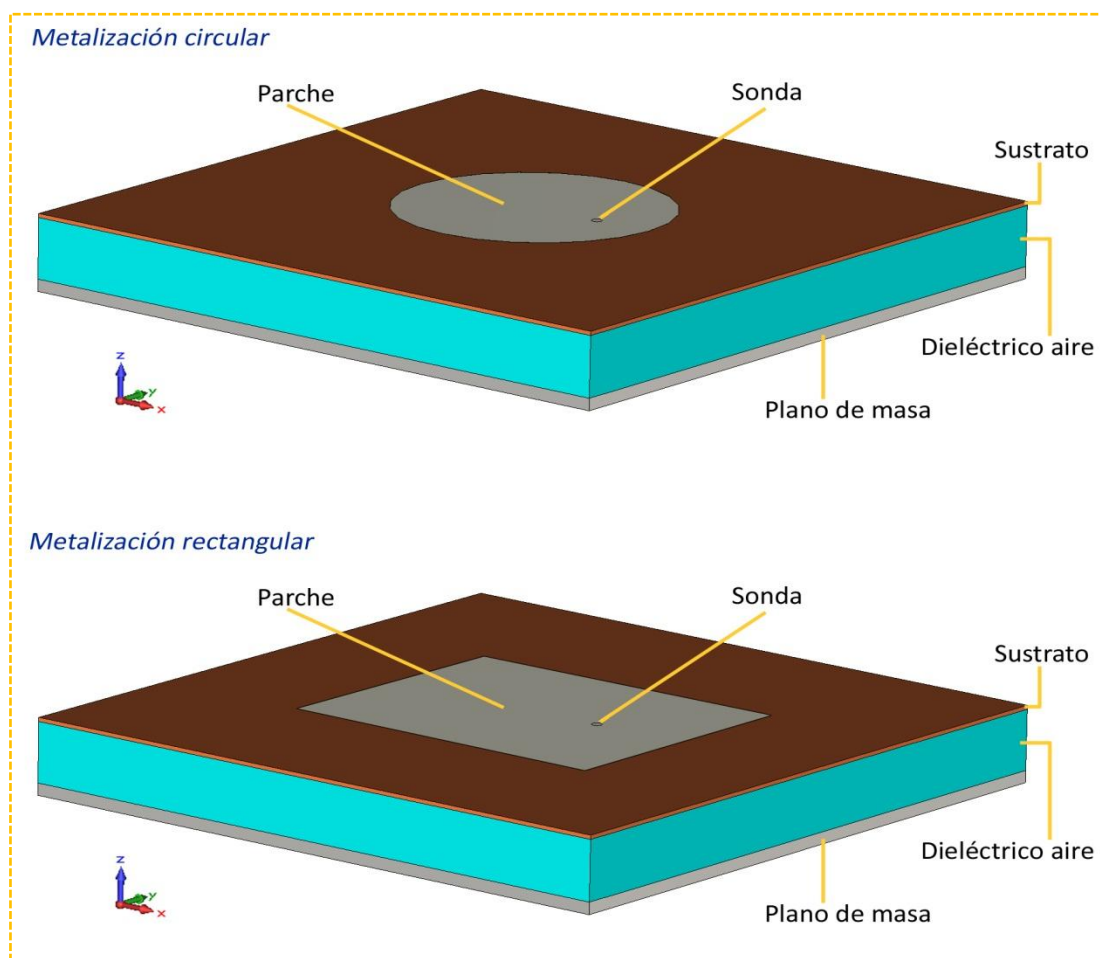 Metalización circular
Parche
Sonda
Sustrato
Dieléctrico aire
Plano de masa
z
y
x
Metalización rectangular
Parche
Sonda
Sustrato
Dieléctrico aire
Plano de masa
z
y
x